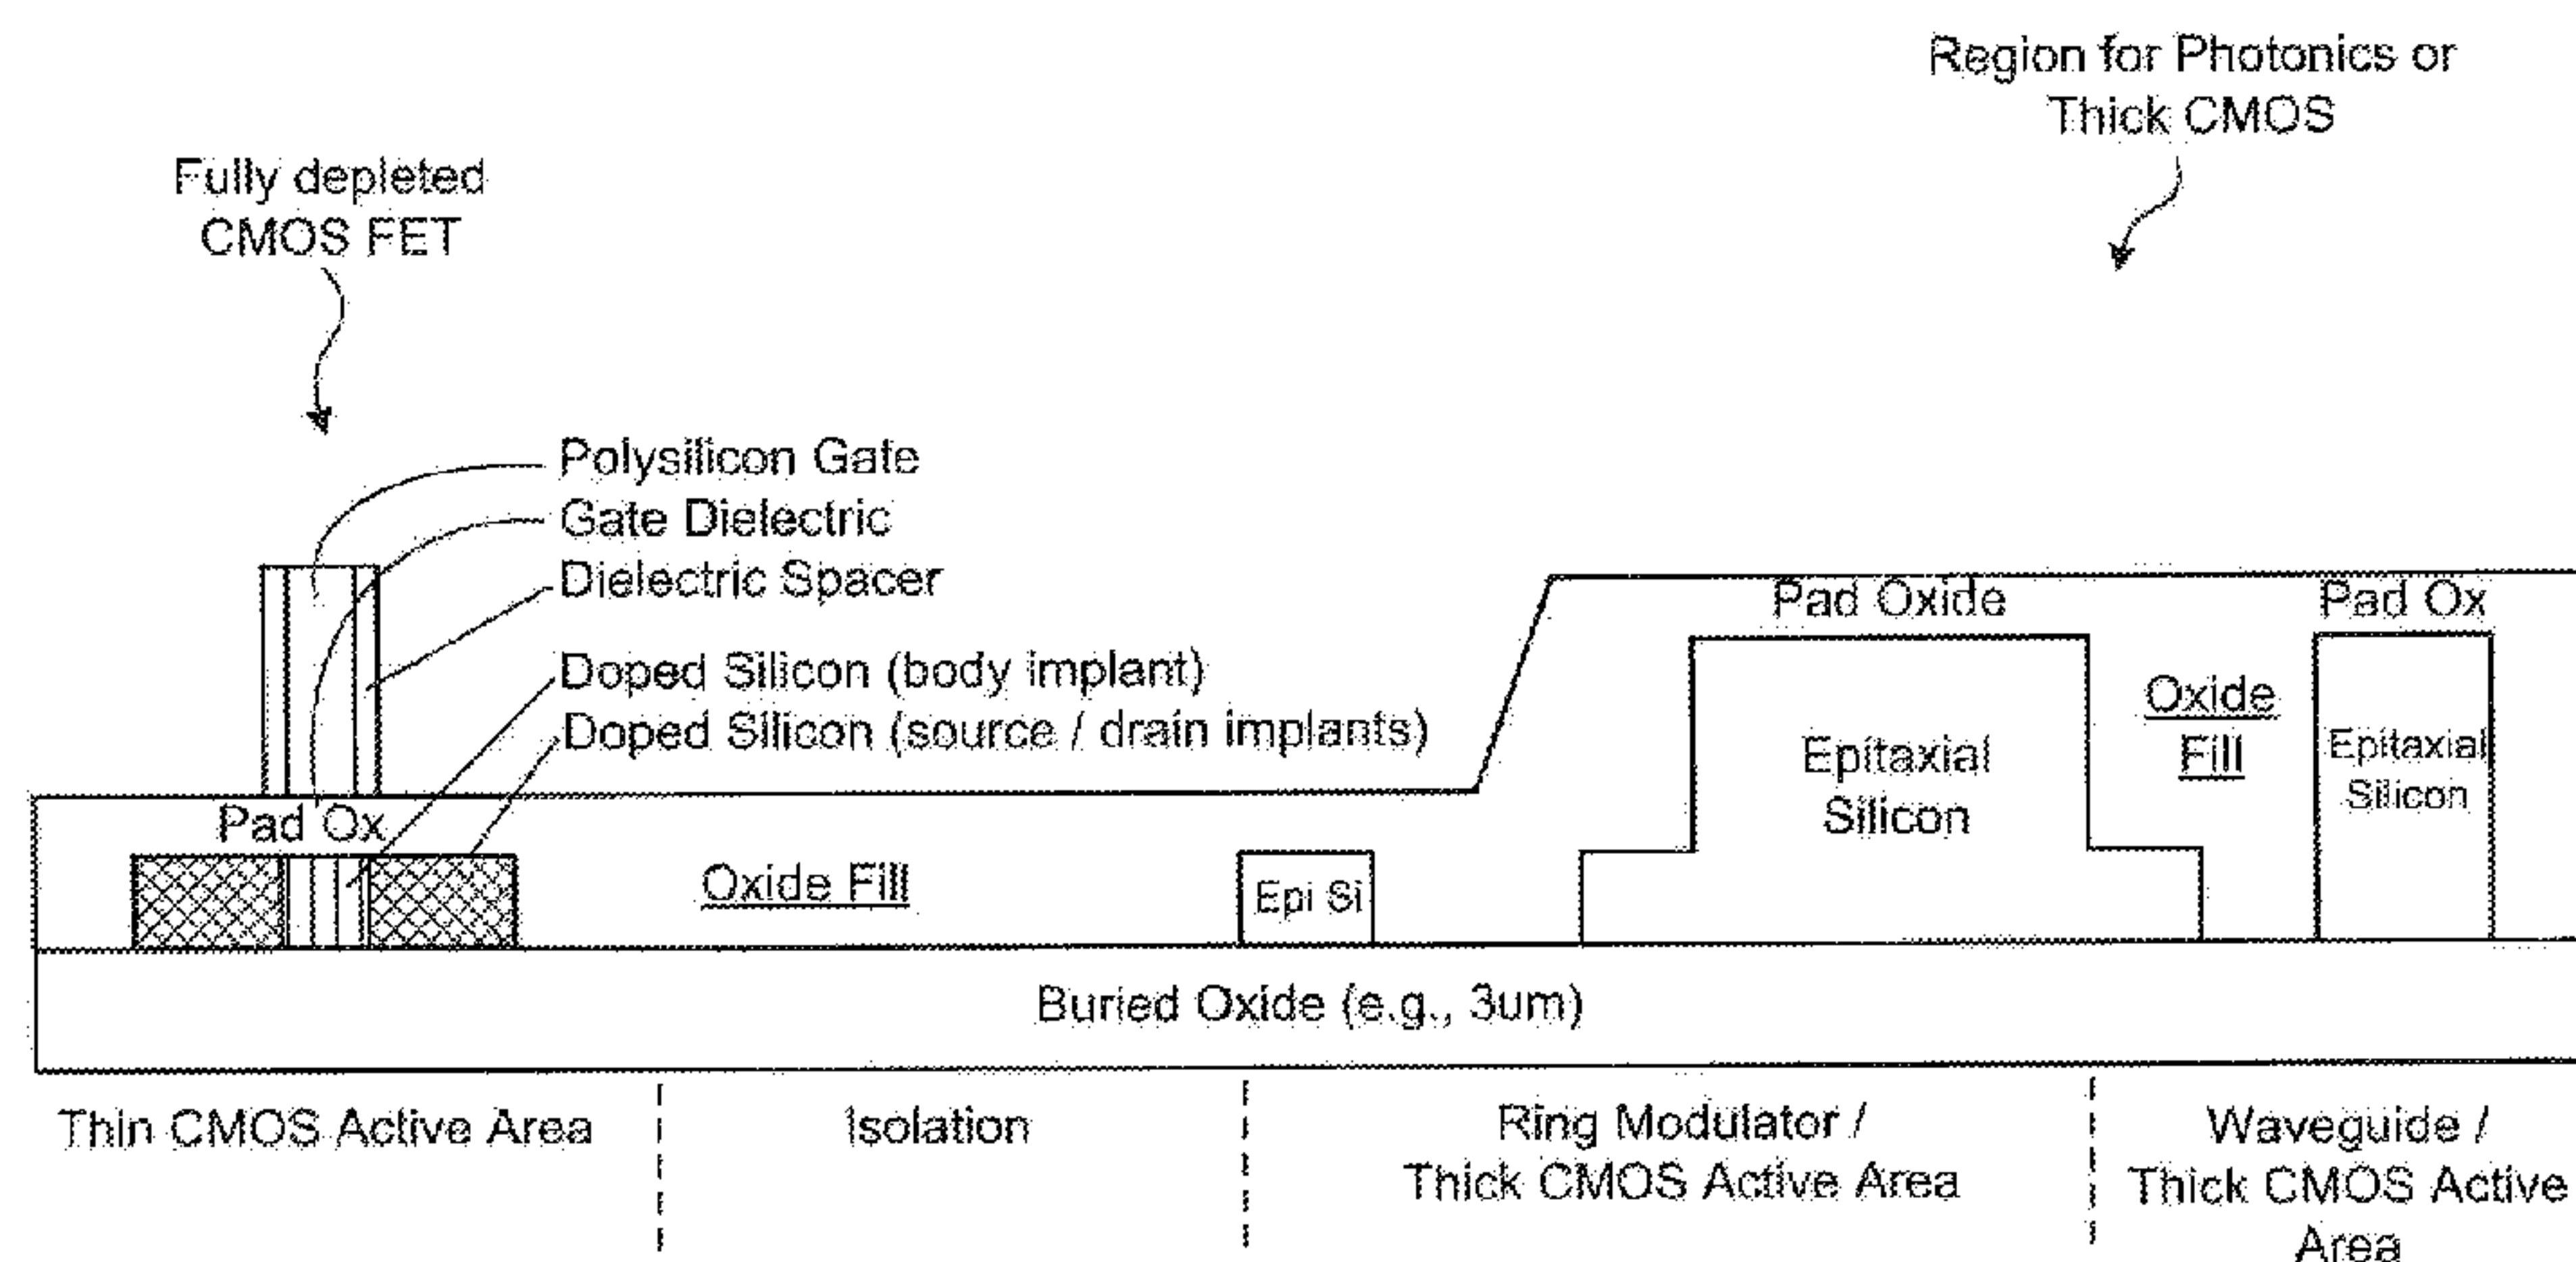 Region for Photonics or
Thick CMOS
Fully depleted
CMOS FET
Polysilicon Gate
Gate Dielectric
Dielectric Spacer
Doped Silicon (body implant)
Doped Silicon (source / drain implants)
Pad Oxide
Pad Ox
Oxide
Fill
Epitaxial
Silicon
Epitaxial
Silicon
Pad Ox
Oxide Fill
Epi Si
Buried Oxide (e.g., 3um)
Thin CMOS Active Area
Isolation
Ring Modulator /
Thick CMOS Active Area
Waveguide /
Thick CMOS Active
Area